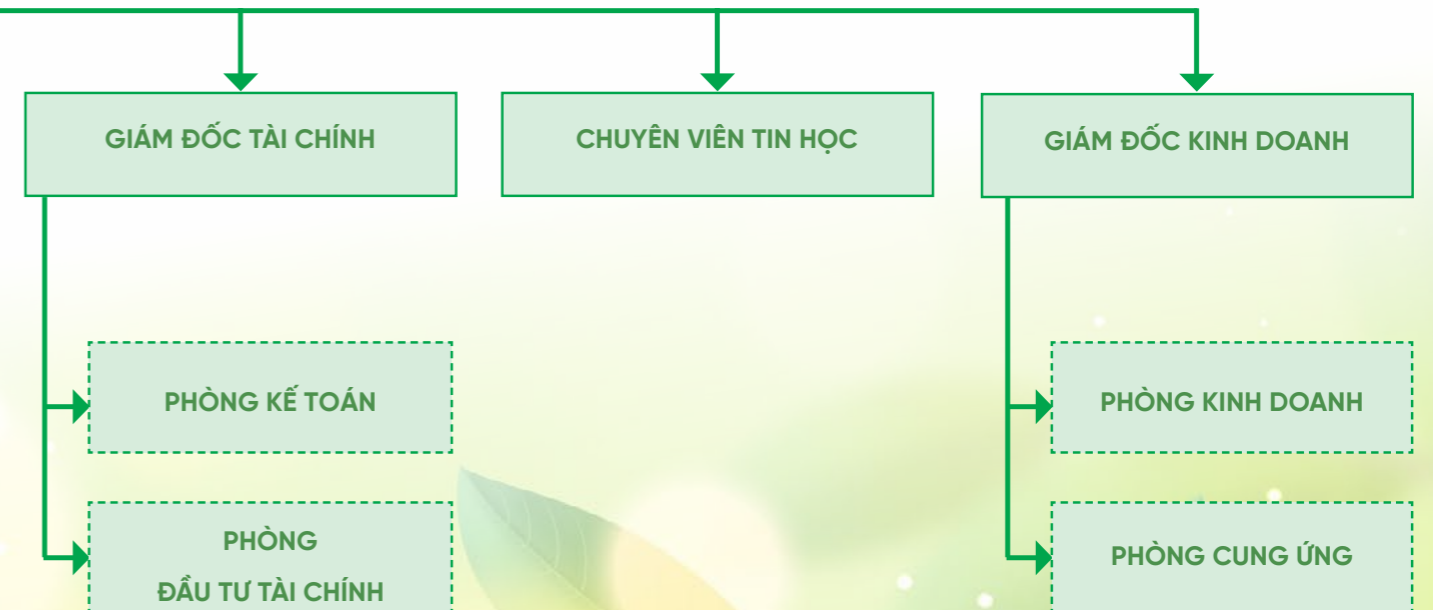 GIÁM ĐỐC TÀI CHÍNH
CHUYÊN VIÊN TIN HỌC
GIÁM ĐỐC KINH DOANH
PHÒNG KẾ TOÁN
PHÒNG KINH DOANH
PHÒNG
ĐẦU TƯ TÀI CHÍNH
PHÒNG CUNG ỨNG